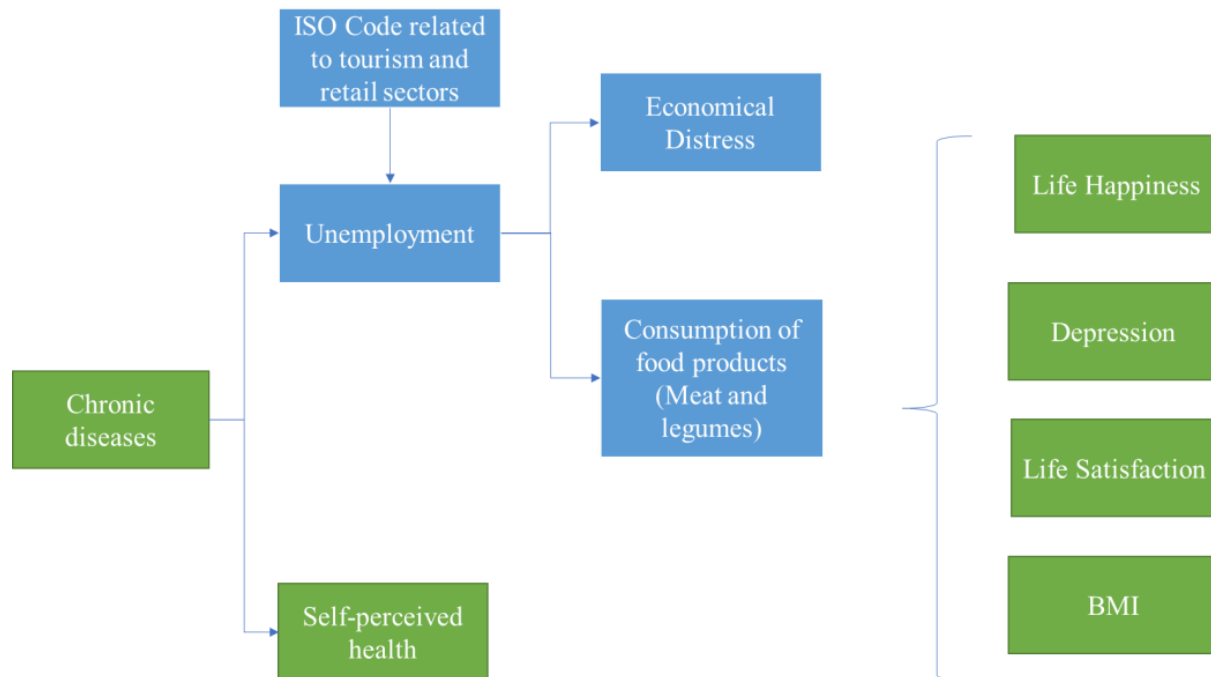 ISO Code related
to tourism and
retail sectors
Economical
Distress
Life Happiness
Unemployment
Depression
Consumption of
food products
(Meat and
legumes)
Chronic
diseases
Life Satisfaction
BMI
Self-perceived
health